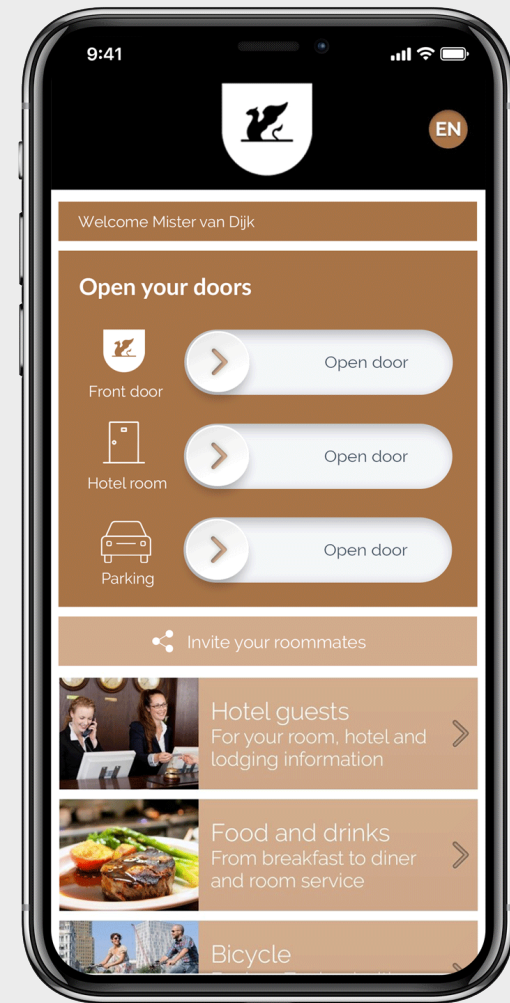 9:41
EN
Welcome Mister van Dijk
Open your doors
Front door
Open door
Hotel room
Open door
Parking
Open door
Invite your roommates
Hotel guests
For your room, hotel and
lodging information
Food and drinks
From breakfast to diner
and room service
Bicycle